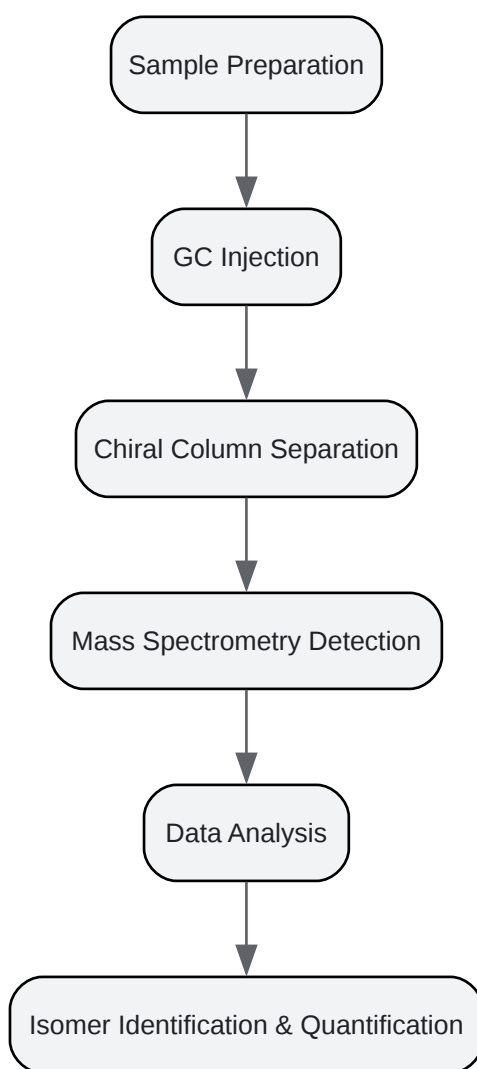 Sample Preparation
GC Injection
Chiral Column Separation
Mass Spectrometry Detection
Data Analysis
Isomer Identification & Quantification